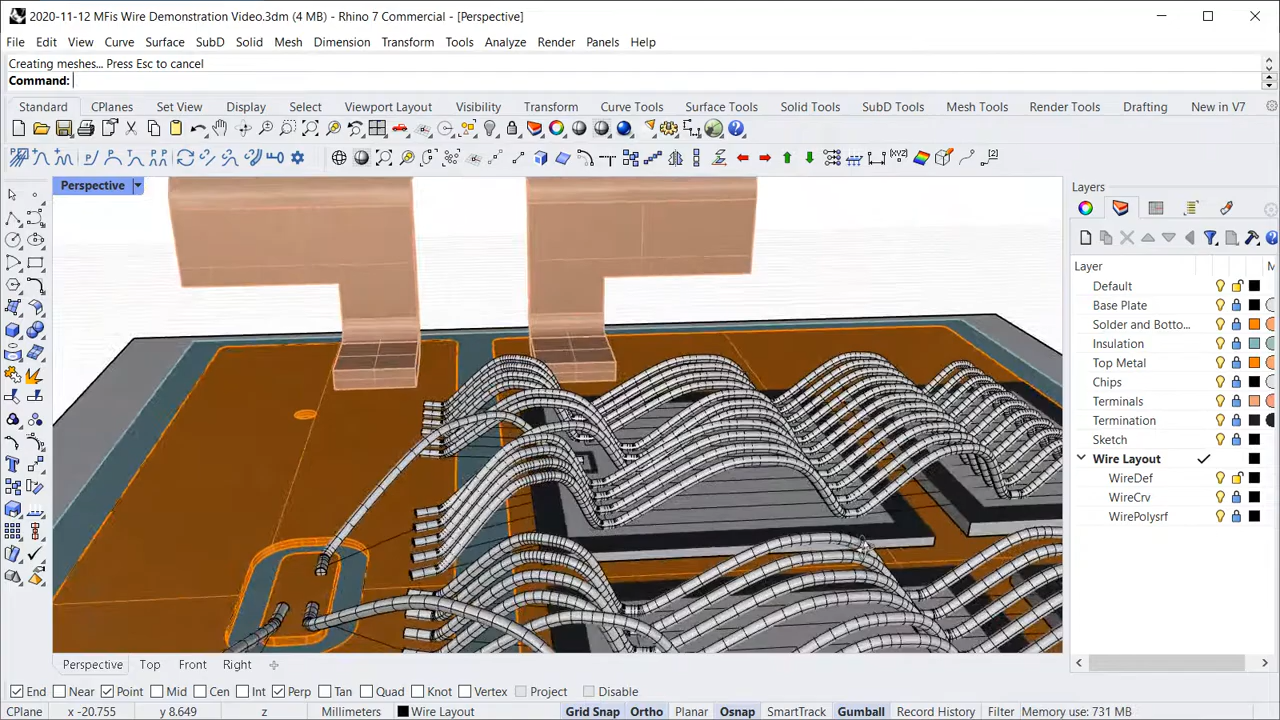 2020-11-12 MFis Wire Demonstration Video.3dm (4 MB) - Rhino 7 Commercial - [Perspective]
File Edit View Curve Surface SubD Solid Mesh Dimension Transform Tools Analyze Render Panels Help
Creating meshes... Press Esc to cancel
Command:
Standard CPlanes Set View Display Select Viewport Layout Visibility Transform Curve Tools Surface Tools Solid Tools SubD Tools Mesh Tools Render Tools Drafting New in V7
Perspective
Layers
Layer M
Default
Base Plate
Solder and Botto...
Insulation
Top Metal
Chips
Terminals
Termination
Sketch
Wire Layout
WireDef
WireCrv
WirePolysrf
Perspective Top Front Right
End Near Point Mid Cen Int Perp Tan Quad Knot Vertex Project Disable
CPlane x -20.755 y 8.649 z Millimeters Wire Layout Grid Snap Ortho Planar Osnap SmartTrack Gumball Record History Filter Memory use: 731 MB